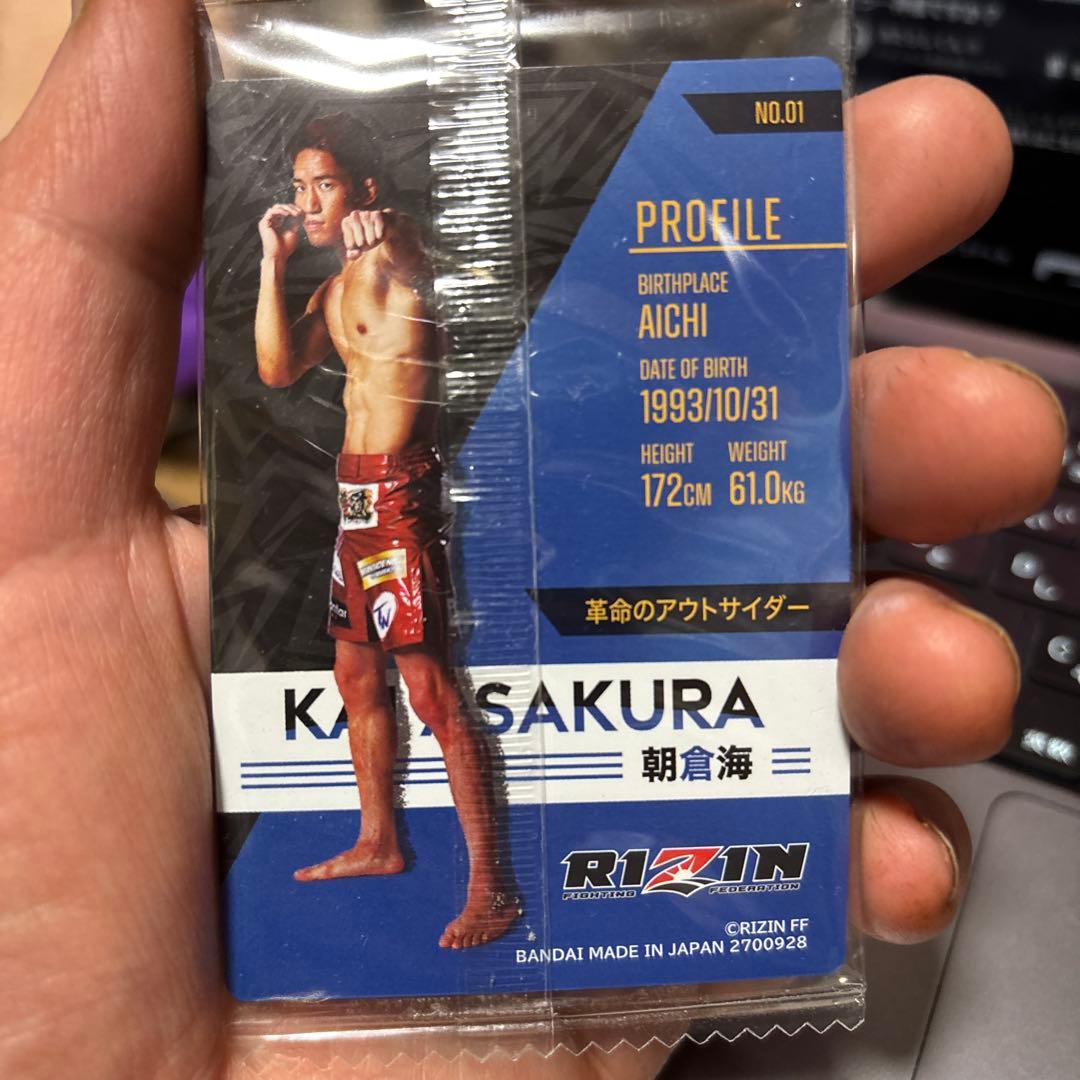 NO.01
PROFILE
BIRTHPLACE
AICHI
DATE OF BIRTH
1993/10/31
HEIGHT WEIGHT
172CM 61.0KG
革命のアウトサイダー
ASAKURA
朝倉海
RIZIN
FIGHTING FEDERATION
©RIZIN FF
BANDAI MADE IN JAPAN 2700928
TW